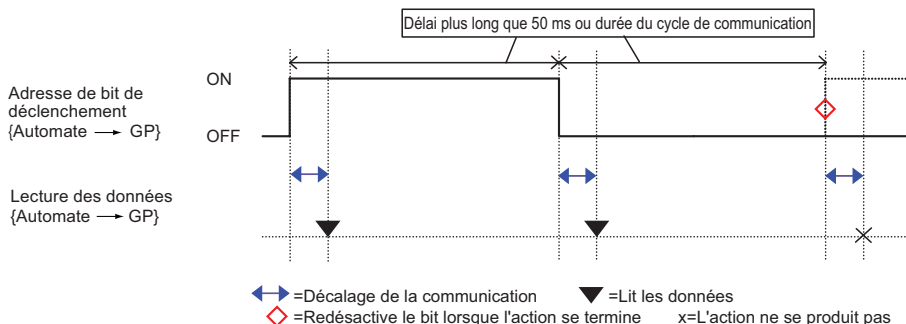 Délai plus long que 50 ms ou durée du cycle de communication
ON
Adresse de bit de
déclenchement
{Automate → GP}
OFF
Lecture des données
{Automate → GP}
=Décalage de la communication =Lit les données
=Redésactive le bit lorsque l'action se termine x=L'action ne se produit pas